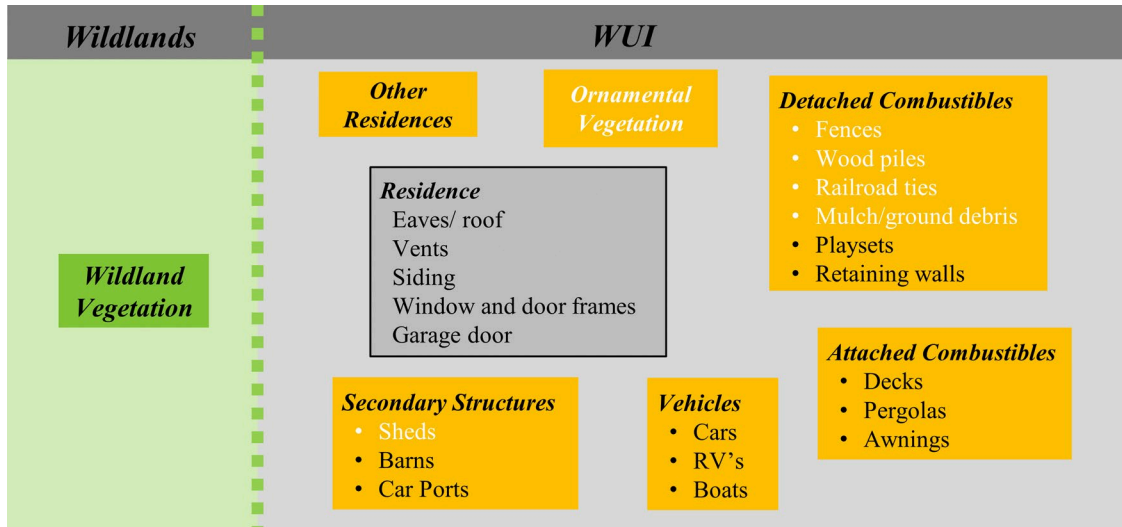 Wildlands
WUI
Wildland
Vegetation
Other
Residences
Ornamental
Vegetation
Detached Combustibles
• Fences
• Wood piles
• Railroad ties
• Mulch/ground debris
• Playsets
• Retaining walls
Residence
Eaves/ roof
Vents
Siding
Window and door frames
Garage door
Attached Combustibles
• Decks
• Pergolas
• Awnings
Secondary Structures
• Sheds
• Barns
• Car Ports
Vehicles
• Cars
• RV’s
• Boats